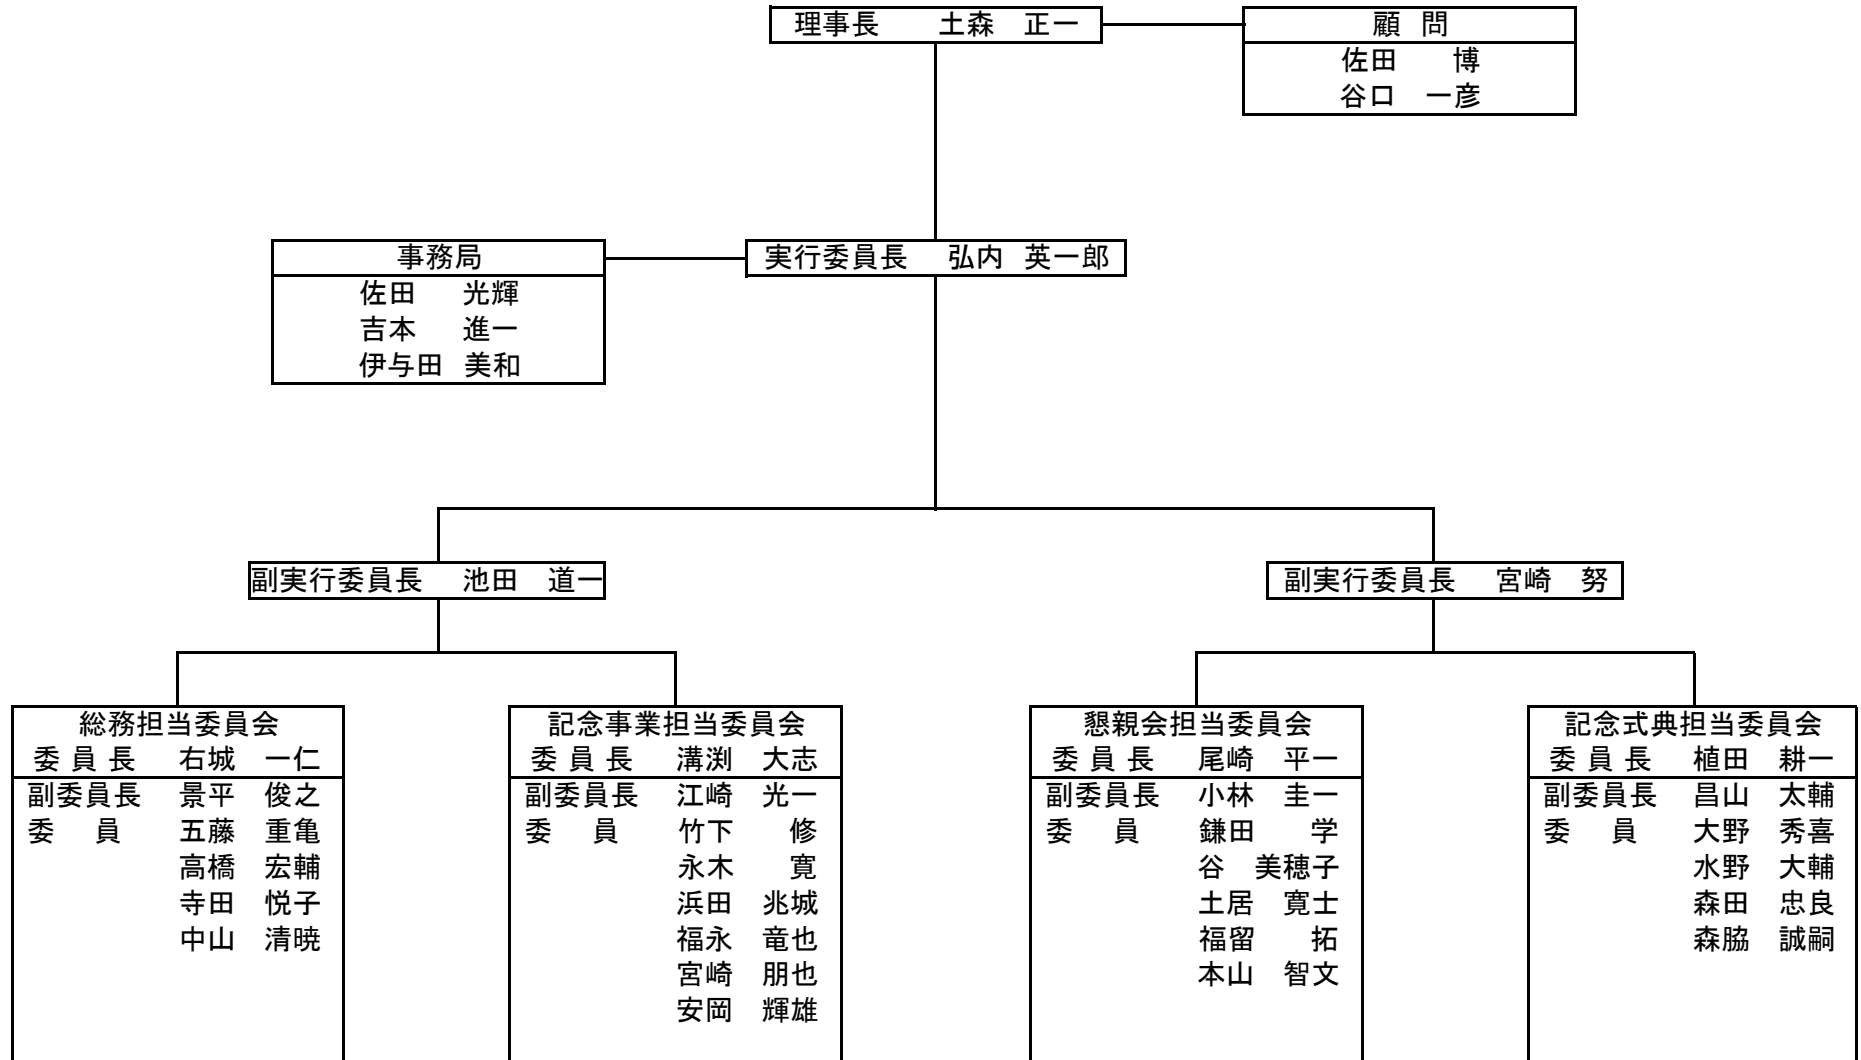 理事長　土森　正一
顧 問
佐田　博
谷口　一彦
事務局
佐田　光輝
吉本　進一
伊与田 美和
実行委員長　弘内 英一郎
副実行委員長　池田　道一
副実行委員長　宮崎　努
総務担当委員会
委 員 長　右城　一仁
副委員長　景平　俊之
委　員　五藤　重亀
高橋　宏輔
寺田　悦子
中山　清暁
記念事業担当委員会
委 員 長　溝渕　大志
副委員長　江崎　光一
委　員　竹下　修
永木　寛
浜田　兆城
福永　竜也
宮崎　朋也
安岡　輝雄
懇親会担当委員会
委 員 長　尾崎　平一
副委員長　小林　圭一
委　員　鎌田　学
谷　美穂子
土居　寛士
福留　拓
本山　智文
記念式典担当委員会
委 員 長　植田　耕一
副委員長　昌山　太輔
委　員　大野　秀喜
水野　大輔
森田　忠良
森脇　誠嗣